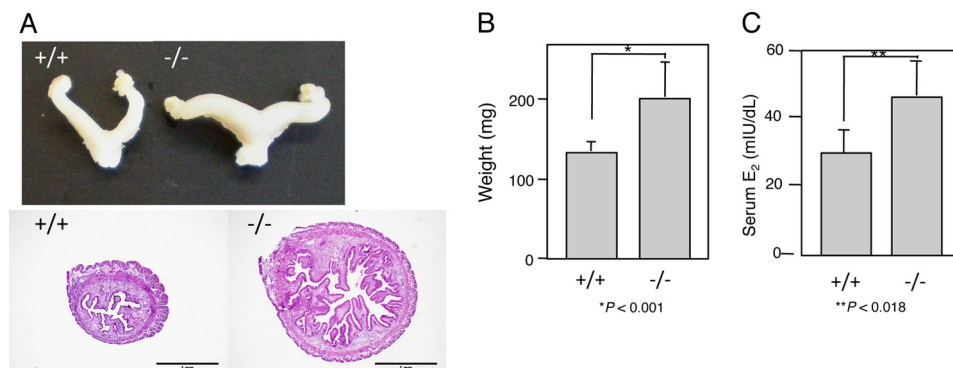 A
+/+ -/-
+/+ -/-
B
Weight (mg)
200
100
0
*
+/+ -/-
*P < 0.001
C
Serum E₂ (mIU/dL)
60
40
20
0
**
+/+ -/-
**P < 0.018